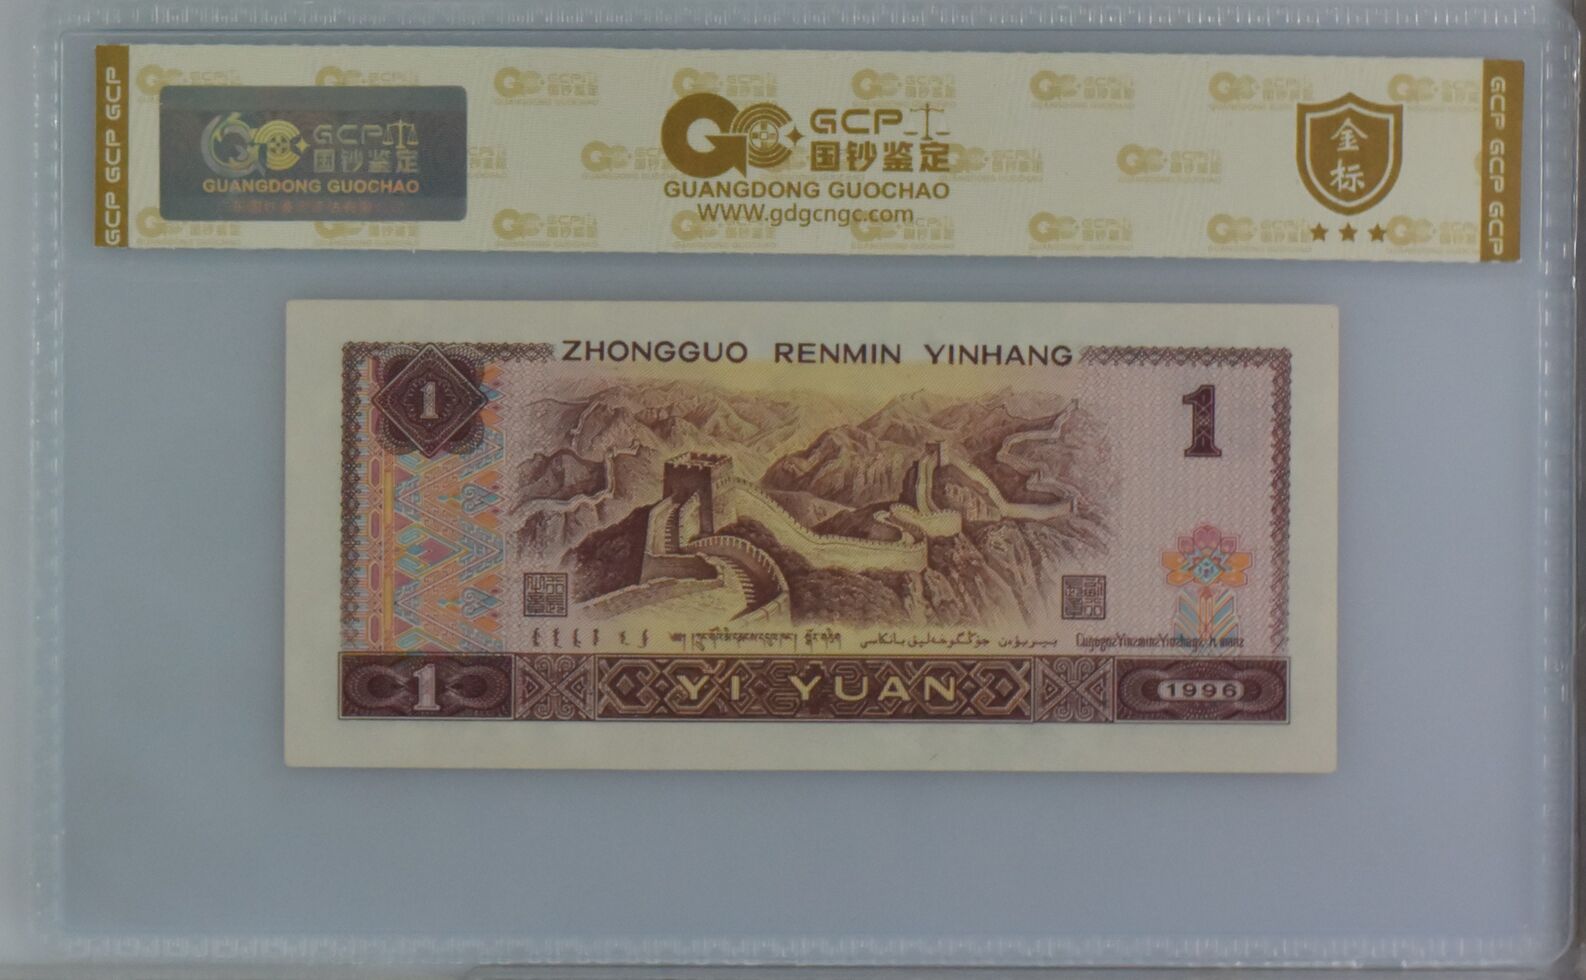 GCP GCP GCP
GCP 国钞鉴定
GUANGDONG GUOCHAO
GCP
国钞鉴定
GUANGDONG GUOCHAO
WWW.gdgcngc.com
金标
GCP GCP GCP
ZHONGGUO RENMIN YINHANG
1
1
1
YI YUAN
1996